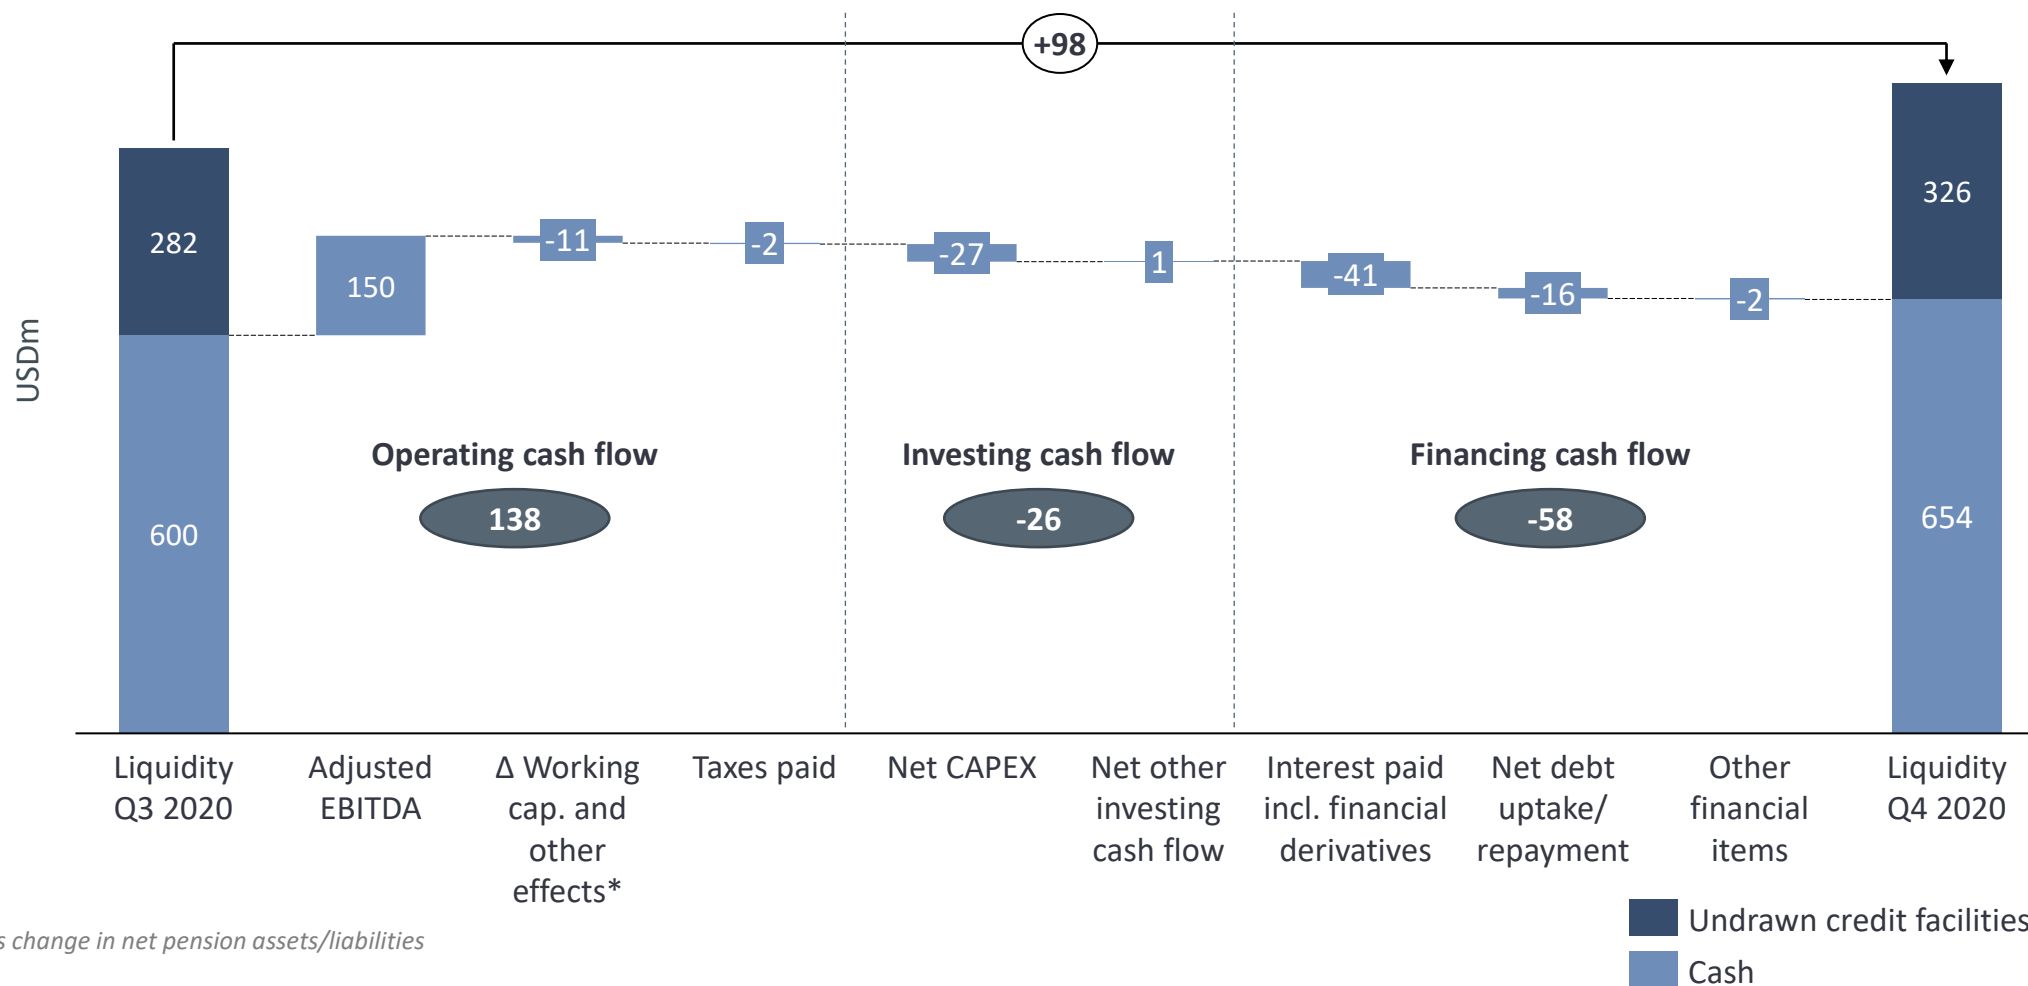 +98
USDm
282
600
150
-11
-2
-27
1
-41
-16
-2
326
654
Operating cash flow
138
Investing cash flow
-26
Financing cash flow
-58
Liquidity
Q3 2020
Adjusted
EBITDA
Δ Working
cap. and
other
effects*
Taxes paid
Net CAPEX
Net other
investing
cash flow
Interest paid
incl. financial
derivatives
Net debt
uptake/
repayment
Other
financial
items
Liquidity
Q4 2020
Undrawn credit facilities
Cash
change in net pension assets/liabilities